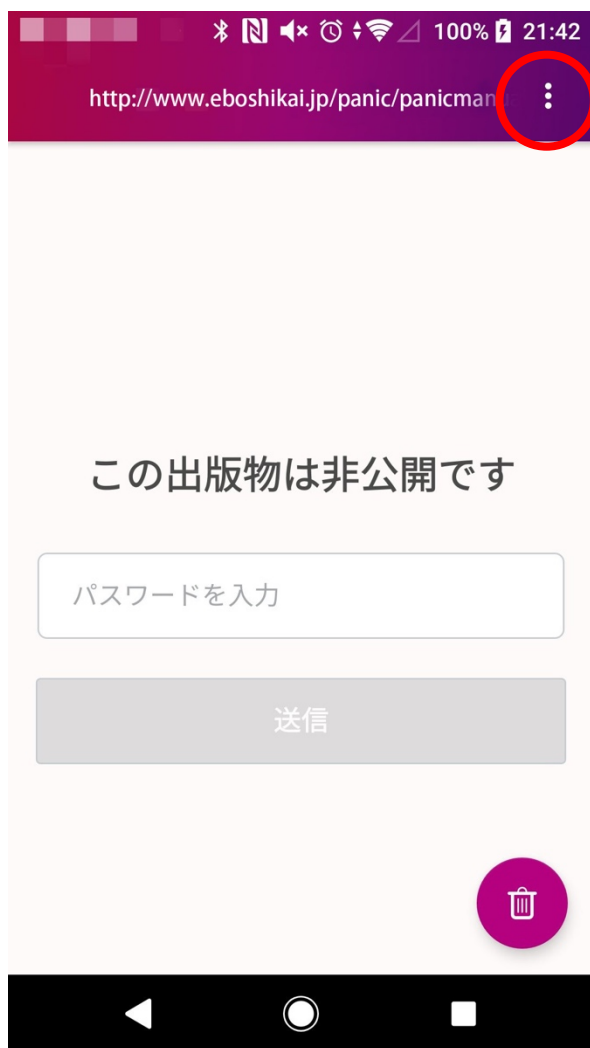 100% 21:42
http://www.eboshikai.jp/panic/panicman
この出版物は非公開です
パスワードを入力
送信